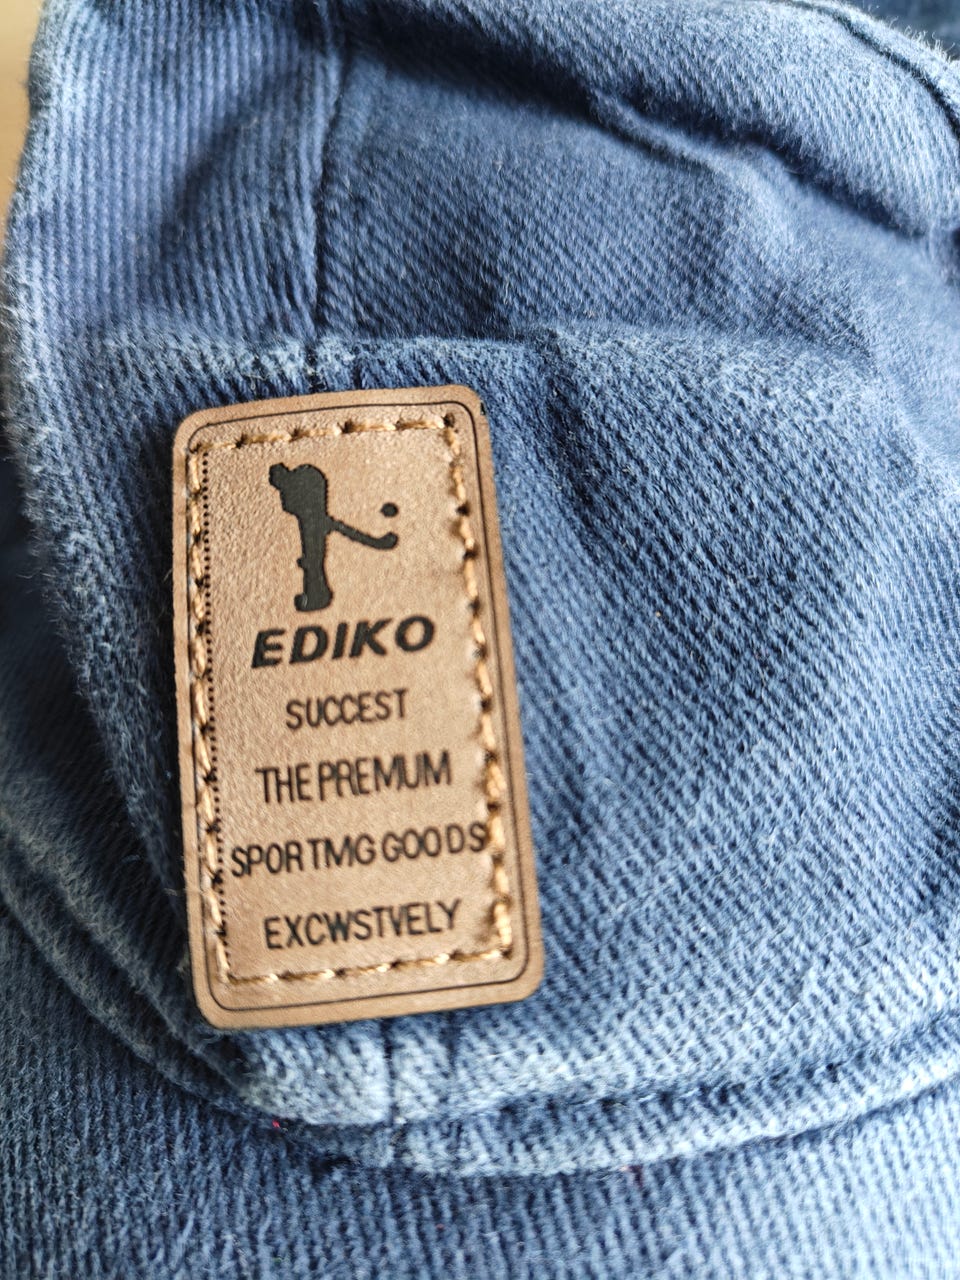 EDIKO
SUCCEST
THE PREMUM
SPORTMG GOODS
EXCWSTVELY